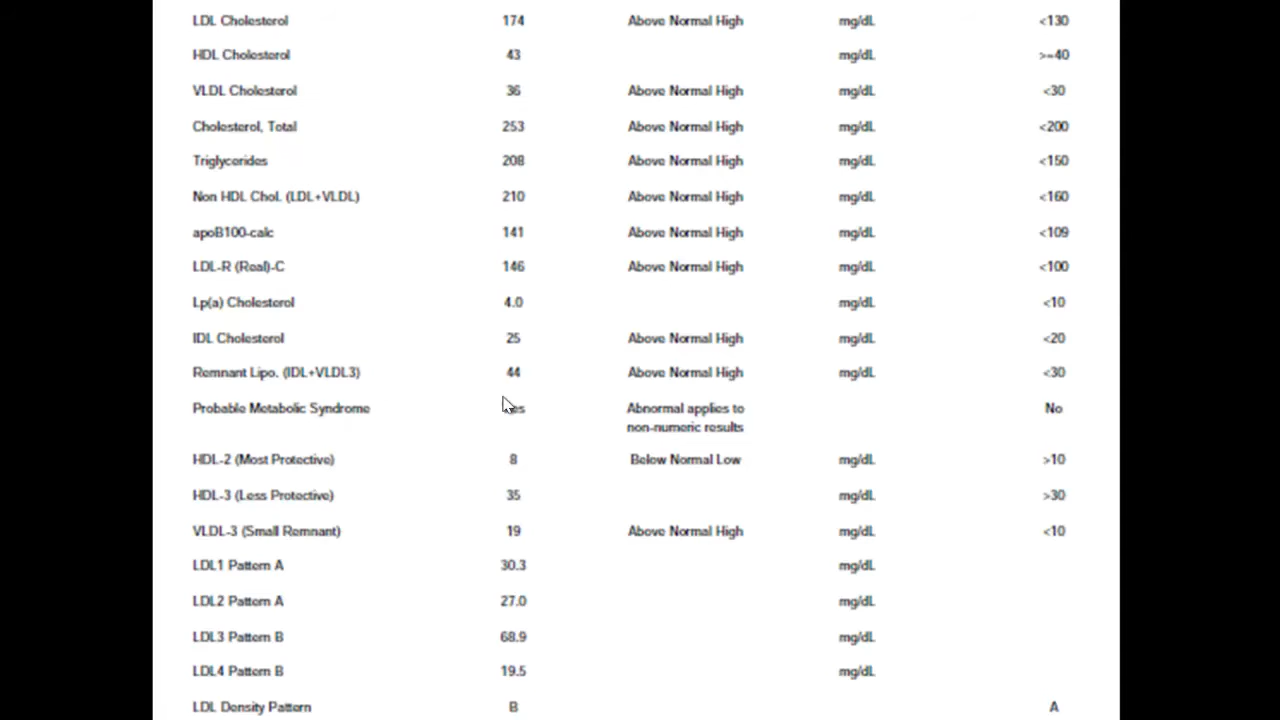 LDL Cholesterol 174 Above Normal High mg/dL <130
HDL Cholesterol 43 mg/dL >=40
VLDL Cholesterol 36 Above Normal High mg/dL <30
Cholesterol, Total 253 Above Normal High mg/dL <200
Triglycerides 208 Above Normal High mg/dL <150
Non HDL Chol. (LDL+VLDL) 210 Above Normal High mg/dL <160
apoB100-calc 141 Above Normal High mg/dL <109
LDL-R (Real)-C 146 Above Normal High mg/dL <100
Lp(a) Cholesterol 4.0 mg/dL <10
IDL Cholesterol 25 Above Normal High mg/dL <20
Remnant Lipo. (IDL+VLDL3) 44 Above Normal High mg/dL <30
Probable Metabolic Syndrome Abnormal applies to No
non-numeric results
HDL-2 (Most Protective) 8 Below Normal Low mg/dL >10
HDL-3 (Less Protective) 35 mg/dL >30
VLDL-3 (Small Remnant) 19 Above Normal High mg/dL <10
LDL1 Pattern A 30.3 mg/dL
LDL2 Pattern A 27.0 mg/dL
LDL3 Pattern B 68.9 mg/dL
LDL4 Pattern B 19.5 mg/dL
LDL Density Pattern B A